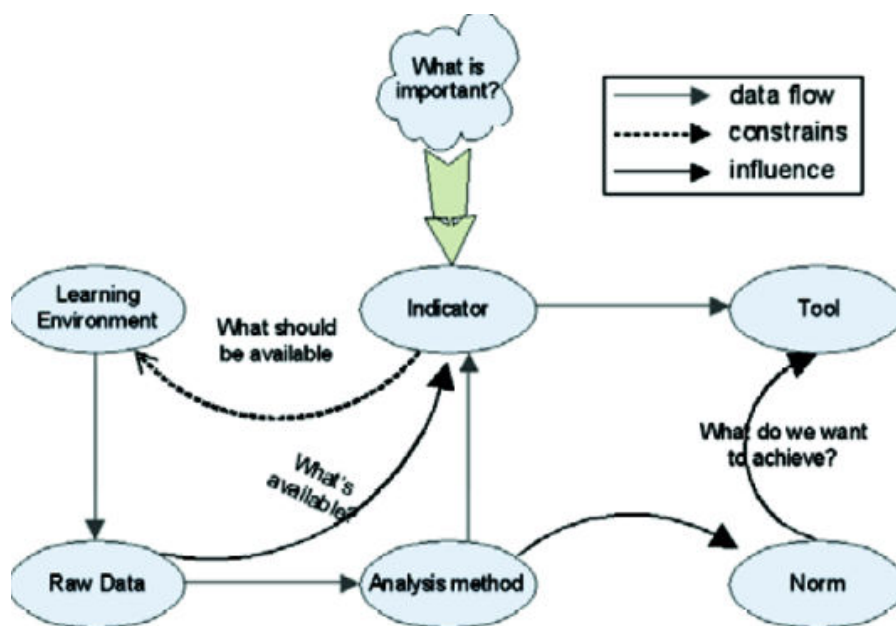 What is
important?
data flow
constrains
influence
Learning
Environment
What should
be available
Indicator
Tool
What's
available?
What do we want
to achieve?
Raw Data
Analysis method
Norm